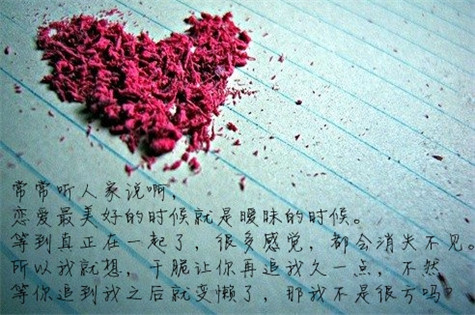 常常听人家说啊，
恋爱最美好的时候就是暧昧的时候。
等到真正在一起了，很多感觉，都会消失不见。
所以我就想，干脆让你再追我久一点，不然
等你追到我之后就变懒了，那我不是很亏吗？